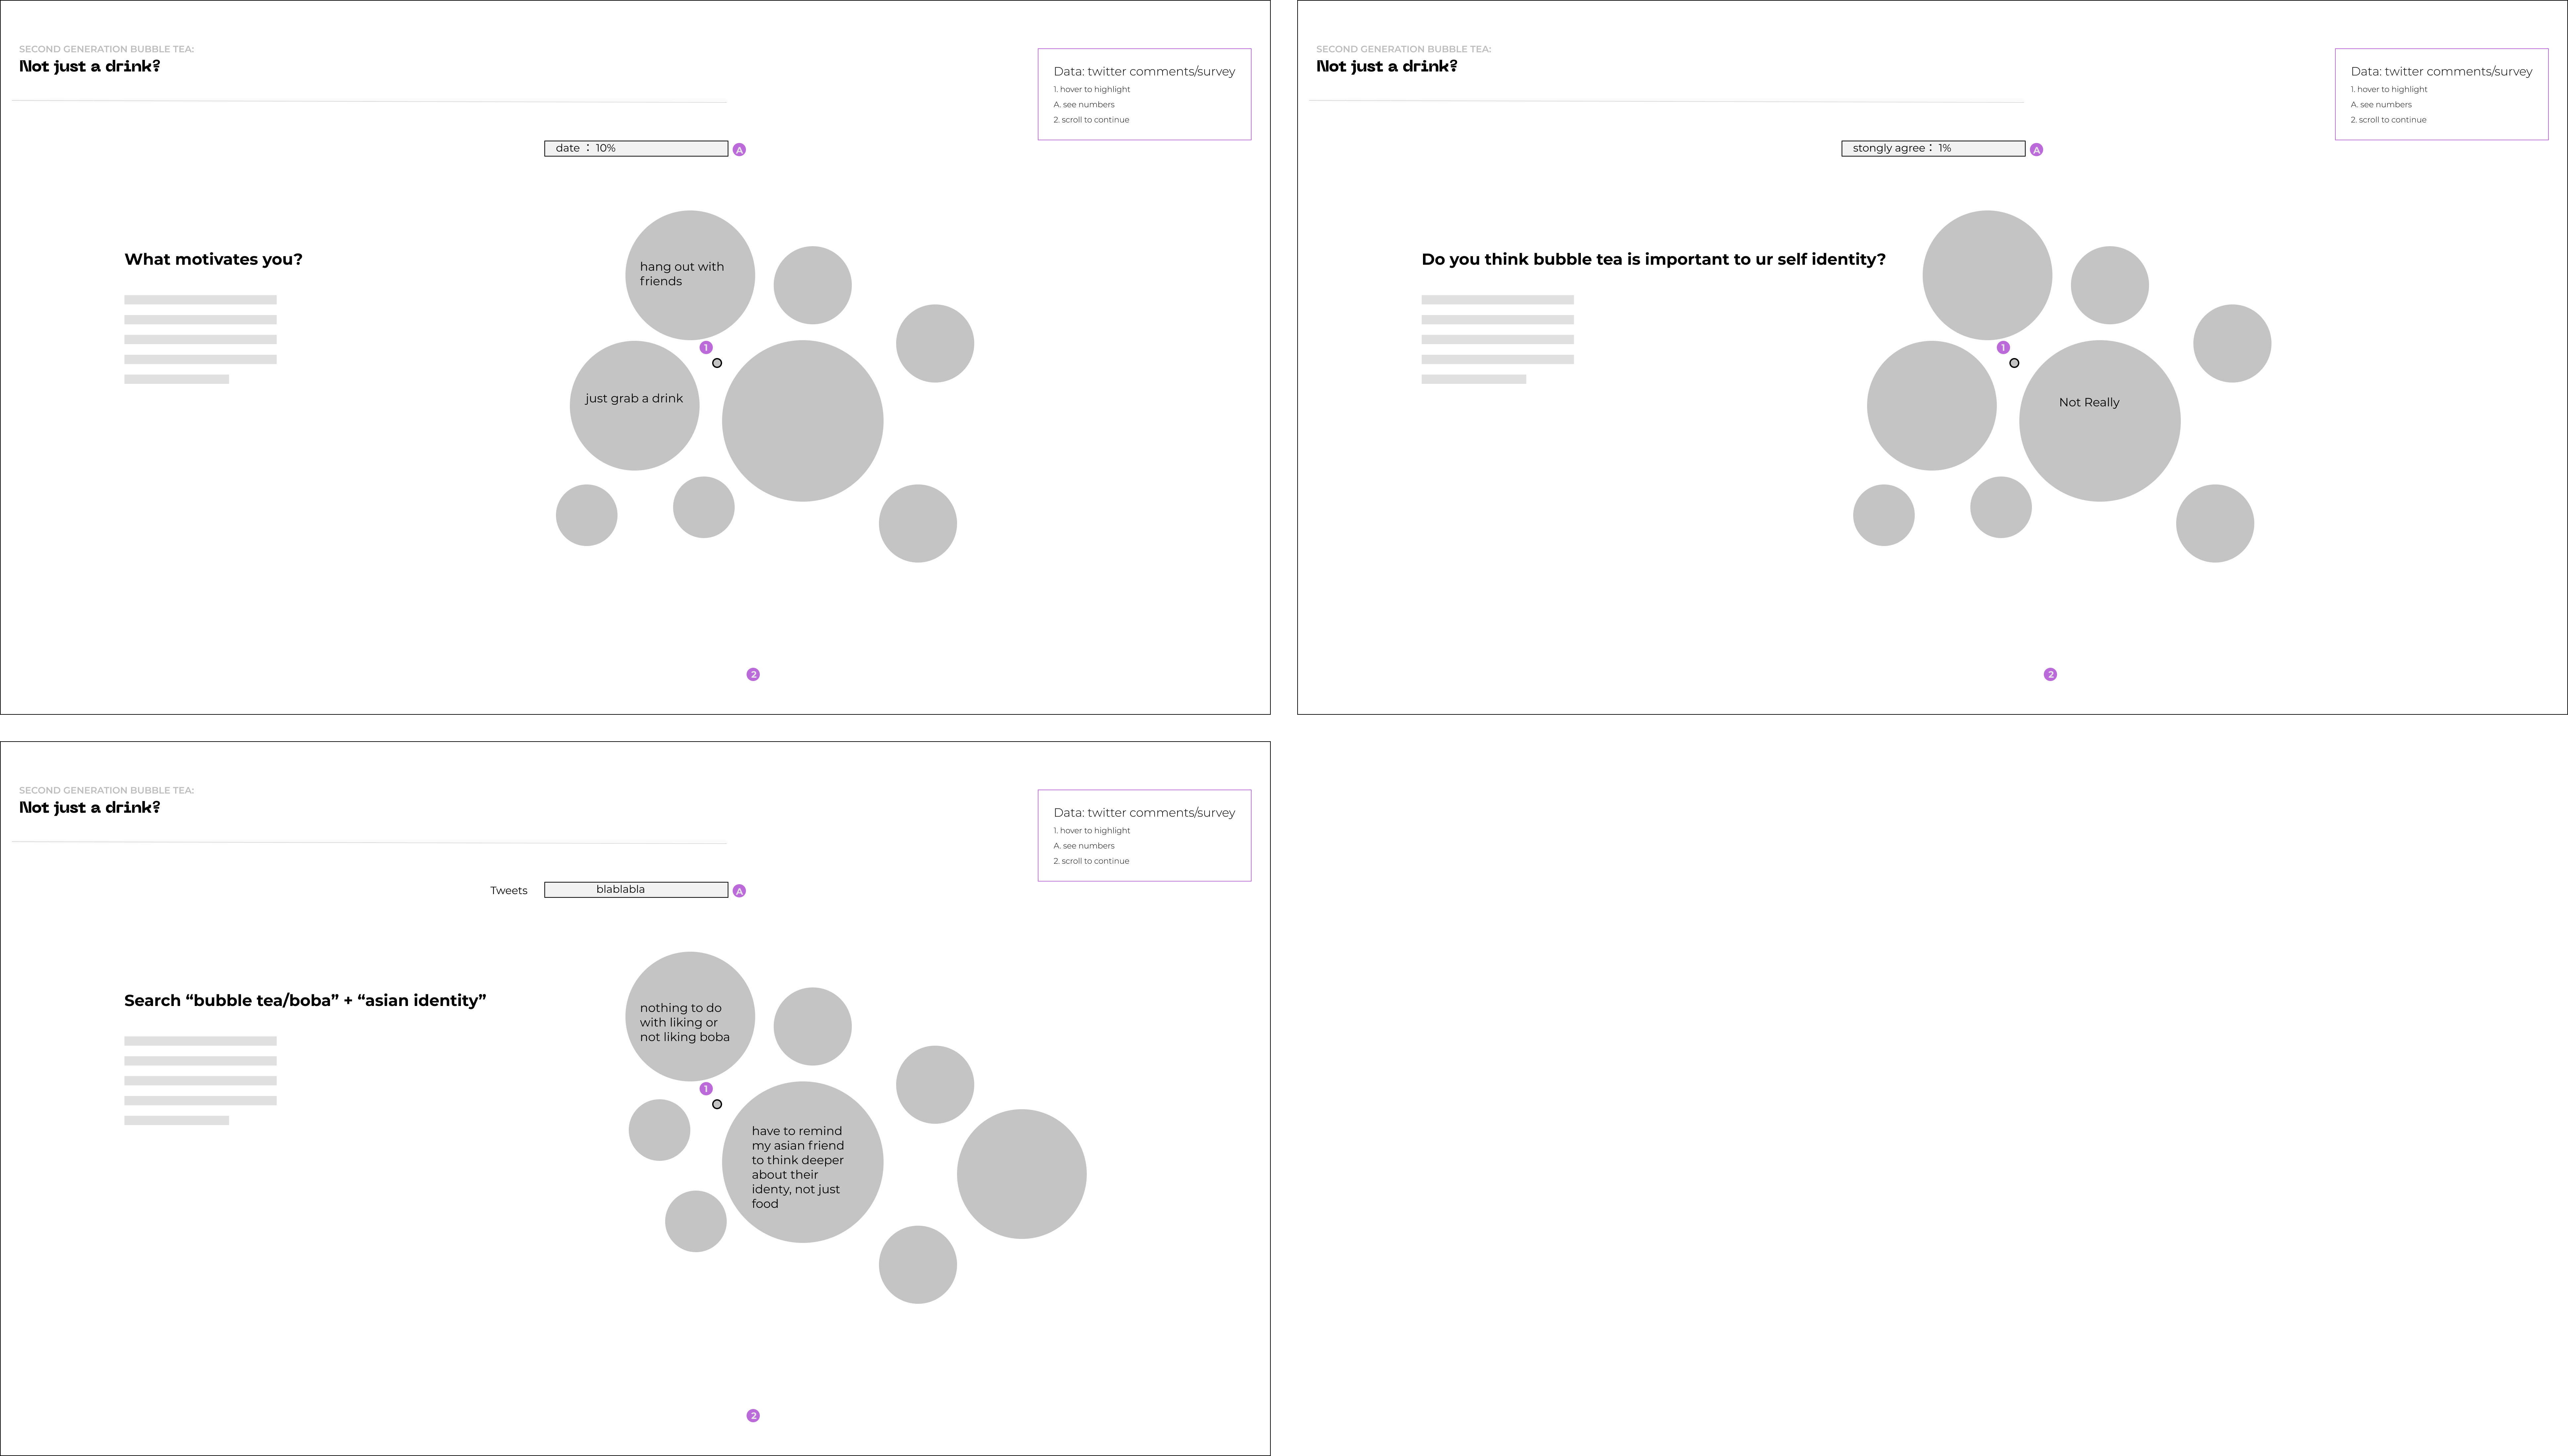 SECOND GENERATION BUBBLE TEA:
Not just a drink?
Data: twitter comments/survey
1. hover to highlight
A. see numbers
2. scroll to continue
date : 10%
A
What motivates you?
hang out with
friends
1
just grab a drink
2
SECOND GENERATION BUBBLE TEA:
Not just a drink?
Data: twitter comments/survey
1. hover to highlight
A. see numbers
2. scroll to continue
stongly agree : 1%
A
Do you think bubble tea is important to ur self identity?
1
Not Really
2
SECOND GENERATION BUBBLE TEA:
Not just a drink?
Data: twitter comments/survey
1. hover to highlight
A. see numbers
2. scroll to continue
Tweets
blablabla
A
Search “bubble tea/boba” + “asian identity”
nothing to do
with liking or
not liking boba
1
have to remind
my asian friend
to think deeper
about their
identy, not just
food
2